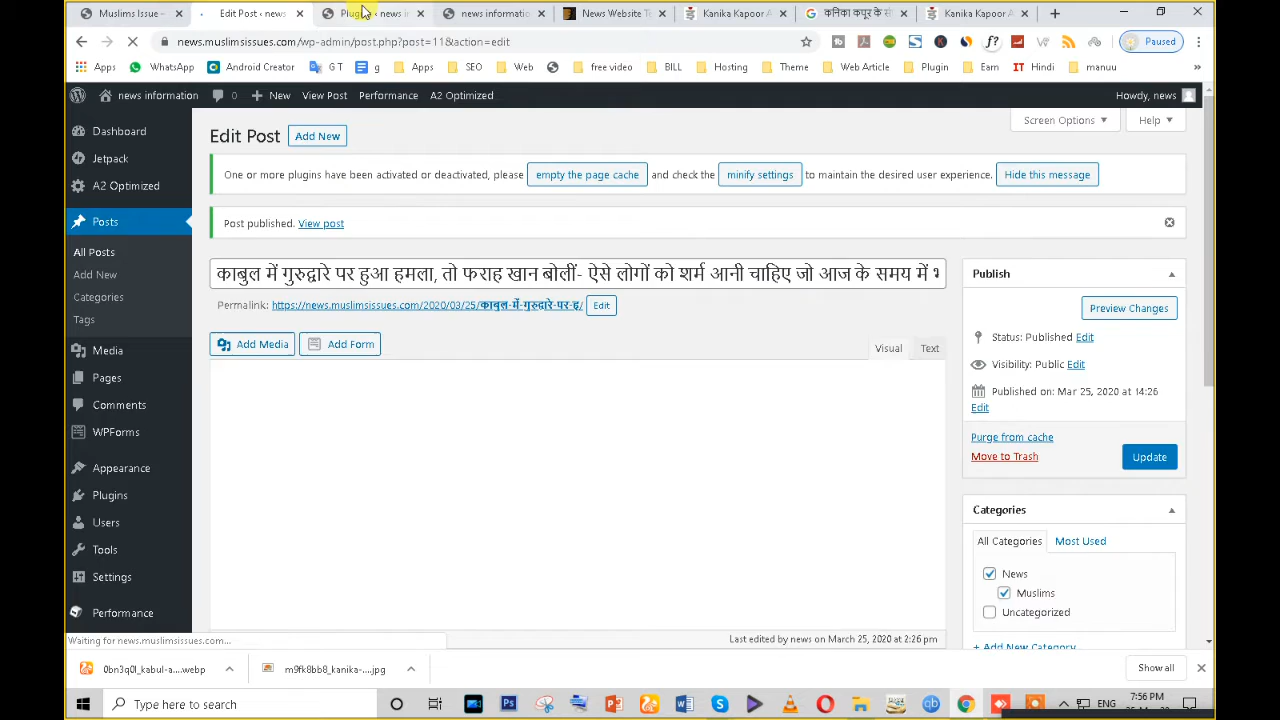 Muslims Issue –
Edit Post ‹ news
news informatio
News Website Te
Kanika Kapoor A
कनिका कपूर के सं
Kanika Kapoor A
news.muslimsissues.com/wp-admin/post.php?post=11&action=edit
Paused
Apps
WhatsApp
Android Creator
G T
g
Apps
SEO
Web
free video
BILL
Hosting
Theme
Web Article
Plugin
Earn
IT Hindi
manuu
news information
0
New
View Post
Performance
A2 Optimized
Howdy, news
Dashboard
Jetpack
A2 Optimized
Posts
All Posts
Add New
Categories
Tags
Media
Pages
Comments
WPForms
Appearance
Plugins
Users
Tools
Settings
Performance
Edit Post
Add New
Screen Options
Help
One or more plugins have been activated or deactivated, please empty the page cache and check the minify settings to maintain the desired user experience. Hide this message
Post published. View post
काबुल में गुरुद्वारे पर हुआ हमला, तो फराह खान बोलीं- ऐसे लोगों को शर्म आनी चाहिए जो आज के समय में
Permalink: https://news.muslimsissues.com/2020/03/25/काबुल-में-गुरुद्वारे-पर-हु/ Edit
Add Media
Add Form
Visual
Text
Last edited by news on March 25, 2020 at 2:26 pm
Publish
Preview Changes
Status: Published Edit
Visibility: Public Edit
Published on: Mar 25, 2020 at 14:26
Edit
Purge from cache
Move to Trash
Update
Categories
All Categories
Most Used
News
Muslims
Uncategorized
+ Add New Category
Waiting for news.muslimsissues.com...
0bn3q0l_kabul-a....webp
m9fk8bb8_kanika-....jpg
Show all
Type here to search
ENG
7:56 PM